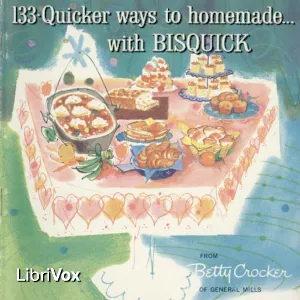 133-Quicker ways to homemade...
with BISQUICK
FROM
Betty Crocker
OF GENERAL MILLS
LibriVox